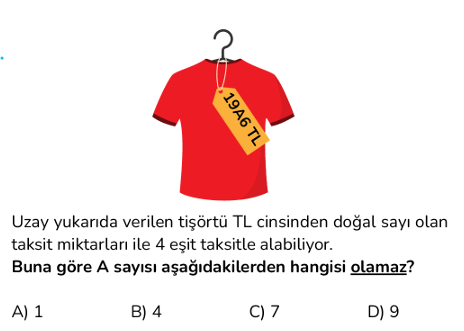 19A6 TL
Uzay yukarıda verilen tişörtü TL cinsinden doğal sayı olan
taksit miktarları ile 4 eşit taksitle alabiliyor.
Buna göre A sayısı aşağıdakilerden hangisi olamaz?
A) 1 B) 4 C) 7 D) 9